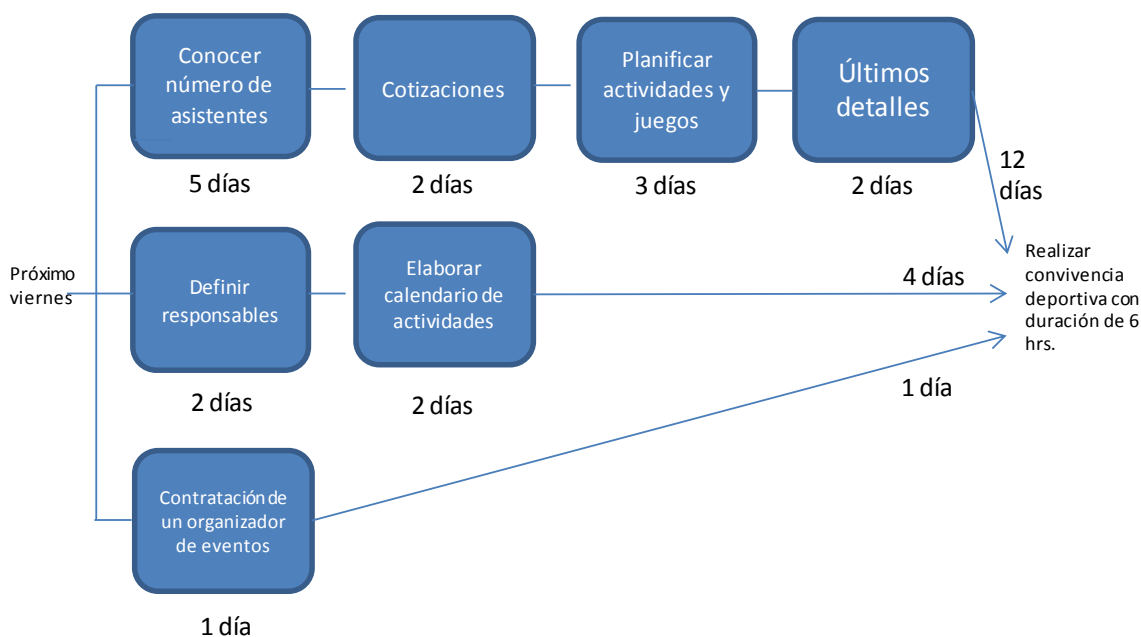 Conocer
número de
asistentes
Cotizaciones
Planificar
actividades y
juegos
Últimos
detalles
5 días
2 días
3 días
2 días
12
días
Próximo
viernes
Definir
responsables
Elaborar
calendario de
actividades
4 días
Realizar
convivencia
deportiva con
duración de 6
hrs.
2 días
2 días
1 día
Contratación de
un organizador
de eventos
1 día